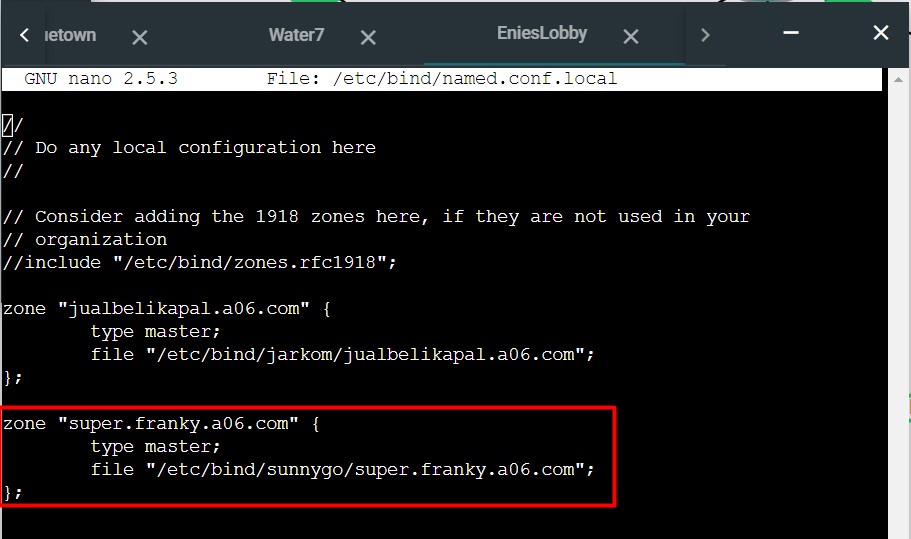 Water7
EniesLobby
GNU nano 2.5.3 File: /etc/bind/named.conf.local
//
// Do any local configuration here
//
// Consider adding the 1918 zones here, if they are not used in your
// organization
//include "/etc/bind/zones.rfc1918";
zone "jualbelikapal.a06.com" {
type master;
file "/etc/bind/jarkom/jualbelikapal.a06.com";
};
zone "super.franky.a06.com" {
type master;
file "/etc/bind/sunnygo/super.franky.a06.com";
};